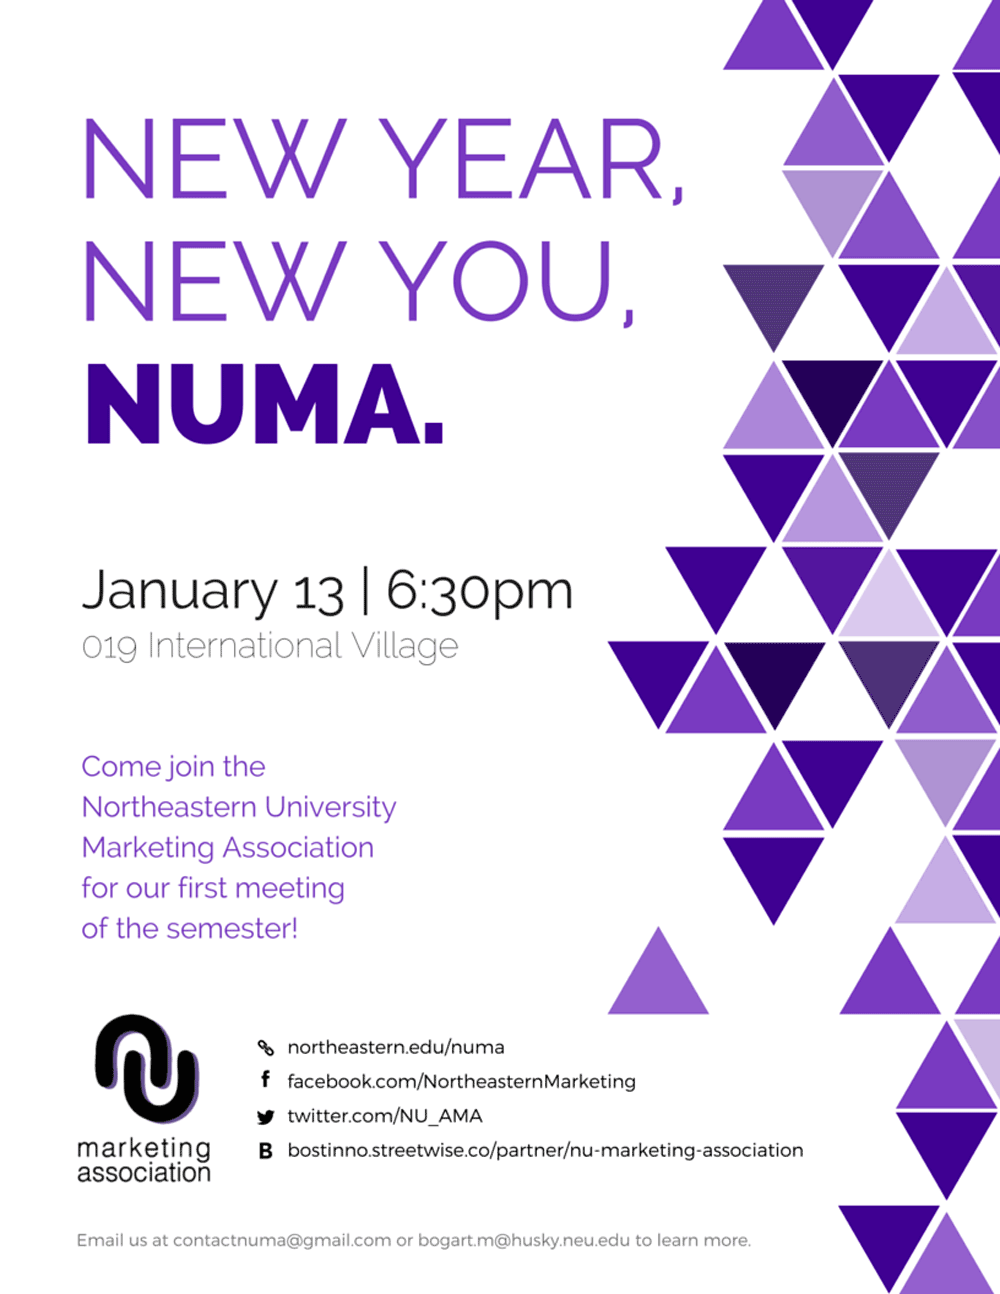 NEW YEAR,
NEW YOU,
NUMA.
January 13 | 6:30pm
019 International Village
Come join the
Northeastern University
Marketing Association
for our first meeting
of the semester!
marketing
association
northeastern.edu/numa
facebook.com/NortheasternMarketing
twitter.com/NU_AMA
bostinno.streetwise.co/partner/nu-marketing-association
Email us at contactnuma@gmail.com or bogart.m@husky.neu.edu to learn more.